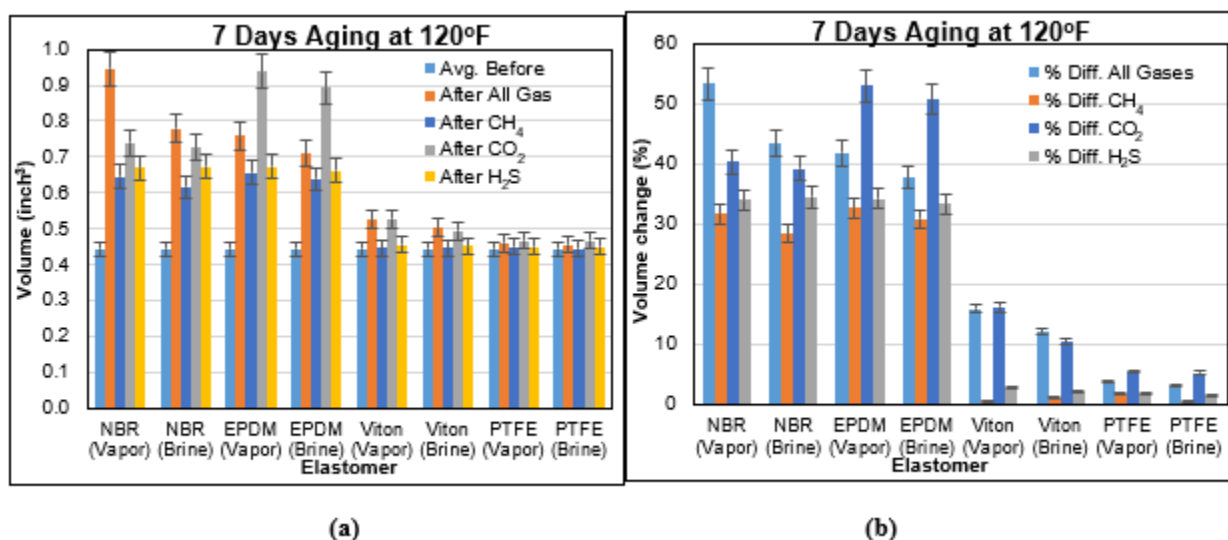 7 Days Aging at 120ºF
1.0
0.9
0.8
0.7
0.6
0.5
0.4
0.3
0.2
0.1
0.0
Volume (inch³)
Avg. Before
After All Gas
After CH₄
After CO₂
After H₂S
NBR (Vapor)
NBR (Brine)
EPDM (Vapor)
EPDM (Brine)
Viton (Vapor)
Viton (Brine)
PTFE (Vapor)
PTFE (Brine)
Elastomer
(a)
7 Days Aging at 120ºF
60
50
40
30
20
10
0
Volume change (%)
% Diff. All Gases
% Diff. CH₄
% Diff. CO₂
% Diff. H₂S
NBR (Vapor)
NBR (Brine)
EPDM (Vapor)
EPDM (Brine)
Viton (Vapor)
Viton (Brine)
PTFE (Vapor)
PTFE (Brine)
Elastomer
(b)